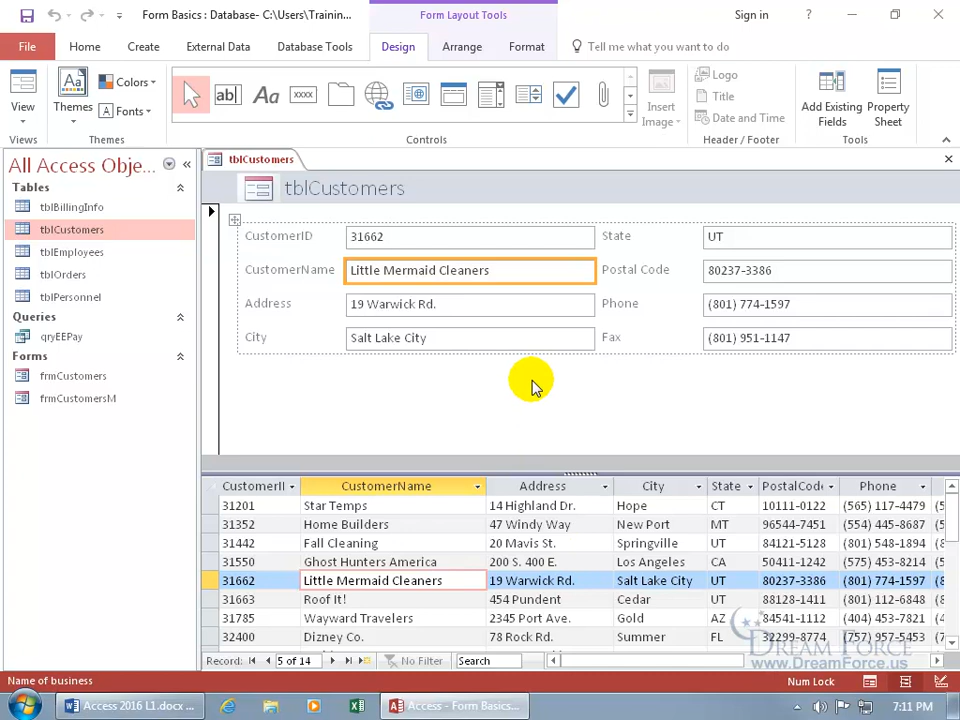 Form Basics : Database- C:\Users\Trainin...
Form Layout Tools
Sign in
?
File
Home
Create
External Data
Database Tools
Design
Arrange
Format
Tell me what you want to do
View
Views
Aa
Themes
Colors
Fonts
Themes
ab|
Aa
xxxx
Controls
Insert
Image
Logo
Title
Date and Time
Header / Footer
Add Existing
Fields
Property
Sheet
Tools
All Access Obje...
Tables
tblBillingInfo
tblCustomers
tblEmployees
tblOrders
tblPersonnel
Queries
qryEEPay
Forms
frmCustomers
frmCustomersM
tblCustomers
tblCustomers
CustomerID 31662 State UT
CustomerName Little Mermaid Cleaners Postal Code 80237-3386
Address 19 Warwick Rd. Phone (801) 774-1597
City Salt Lake City Fax (801) 951-1147
CustomerII CustomerName Address City State PostalCode Phone
31201 Star Temps 14 Highland Dr. Hope CT 10111-0122 (565) 117-4479
31352 Home Builders 47 Windy Way New Port MT 96544-7451 (554) 445-8687
31442 Fall Cleaning 20 Mavis St. Springville UT 84121-5128 (801) 548-1894
31550 Ghost Hunters America 200 S. 400 E. Los Angeles CA 50411-1242 (575) 453-8214
31662 Little Mermaid Cleaners 19 Warwick Rd. Salt Lake City UT 80237-3386 (801) 774-1597
31663 Roof It! 454 Pundent Cedar UT 88128-1411 (801) 112-6848
31785 Wayward Travelers 2345 Port Ave. Gold AZ 84541-1112 (404) 453-7821
32400 Dizney Co. 78 Rock Rd. Summer FL 32299-8774 (757) 957-5453
Record: 5 of 14 No Filter Search
DREAM FORCE
www.DreamForce.us
Name of business
Num Lock
Access 2016 L1.docx ...
Access - Form Basics...
7:11 PM